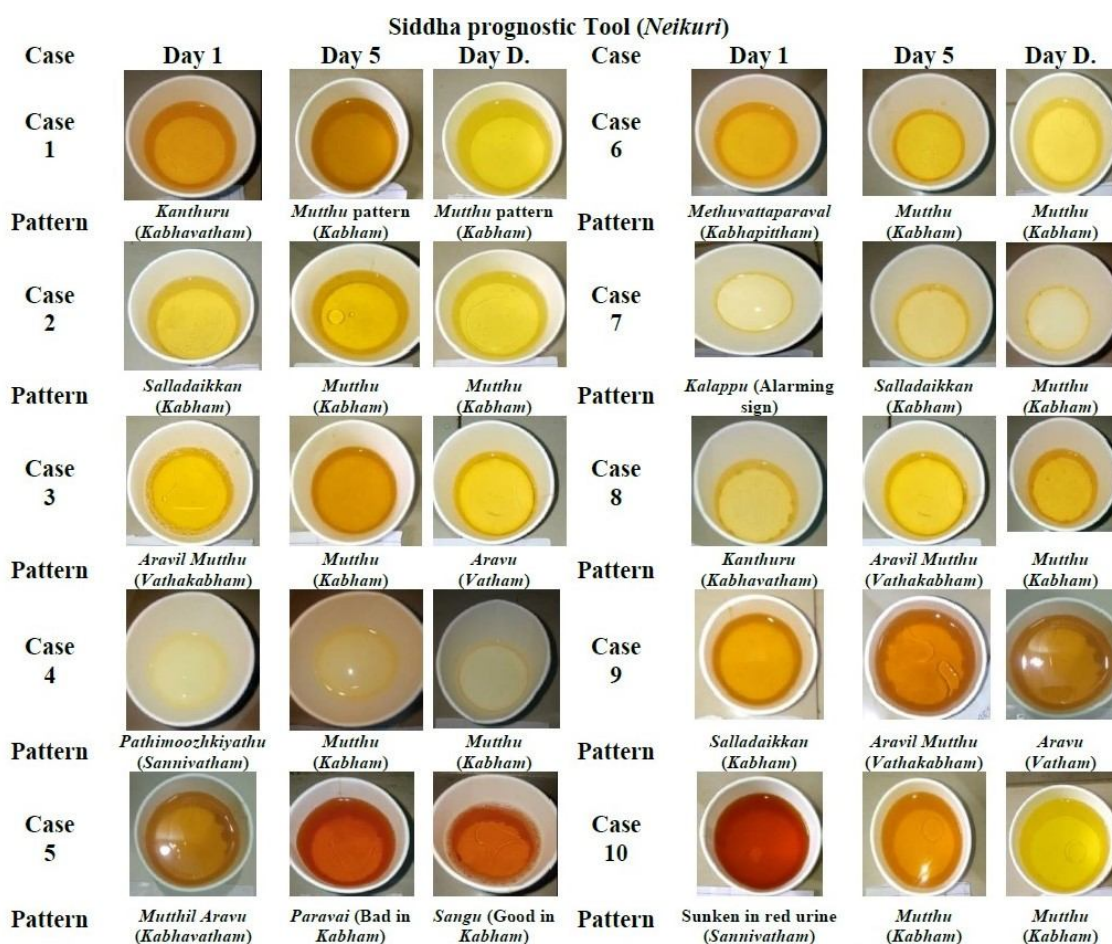 Siddha prognostic Tool (Neikuri)
Case Day 1 Day 5 Day D. Case Day 1 Day 5 Day D.
Case
1
Case
6
Pattern
Kanthuru
(Kabhavatham)
Mutthu pattern
(Kabham)
Mutthu pattern
(Kabham)
Pattern
Methuvattaparaval
(Kabhapittham)
Mutthu
(Kabham)
Mutthu
(Kabham)
Case
2
Case
7
Pattern
Salladaikkan
(Kabham)
Mutthu
(Kabham)
Mutthu
(Kabham)
Pattern
Kalappu (Alarming
sign)
Salladaikkan
(Kabham)
Mutthu
(Kabham)
Case
3
Case
8
Pattern
Aravil Mutthu
(Vathakabham)
Mutthu
(Kabham)
Aravu
(Vatham)
Pattern
Kanthuru
(Kabhavatham)
Aravil Mutthu
(Vathakabham)
Mutthu
(Kabham)
Case
4
Case
9
Pattern
Pathimoozhkiyathu
(Sannivatham)
Mutthu
(Kabham)
Mutthu
(Kabham)
Pattern
Salladaikkan
(Kabham)
Aravil Mutthu
(Vathakabham)
Aravu
(Vatham)
Case
5
Case
10
Pattern
Mutthil Aravu
(Kabhavatham)
Paravai (Bad in
Kabham)
Sangu (Good in
Kabham)
Pattern
Sunken in red urine
(Sannivatham)
Mutthu
(Kabham)
Mutthu
(Kabham)